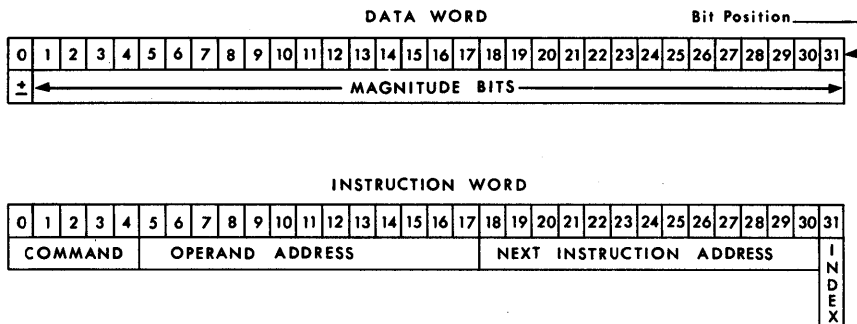 DATA WORD Bit Position
0 1 2 3 4 5 6 7 8 9 10 11 12 13 14 15 16 17 18 19 20 21 22 23 24 25 26 27 28 29 30 31
± MAGNITUDE BITS
INSTRUCTION WORD
0 1 2 3 4 5 6 7 8 9 10 11 12 13 14 15 16 17 18 19 20 21 22 23 24 25 26 27 28 29 30 31
COMMAND OPERAND ADDRESS NEXT INSTRUCTION ADDRESS INDEX